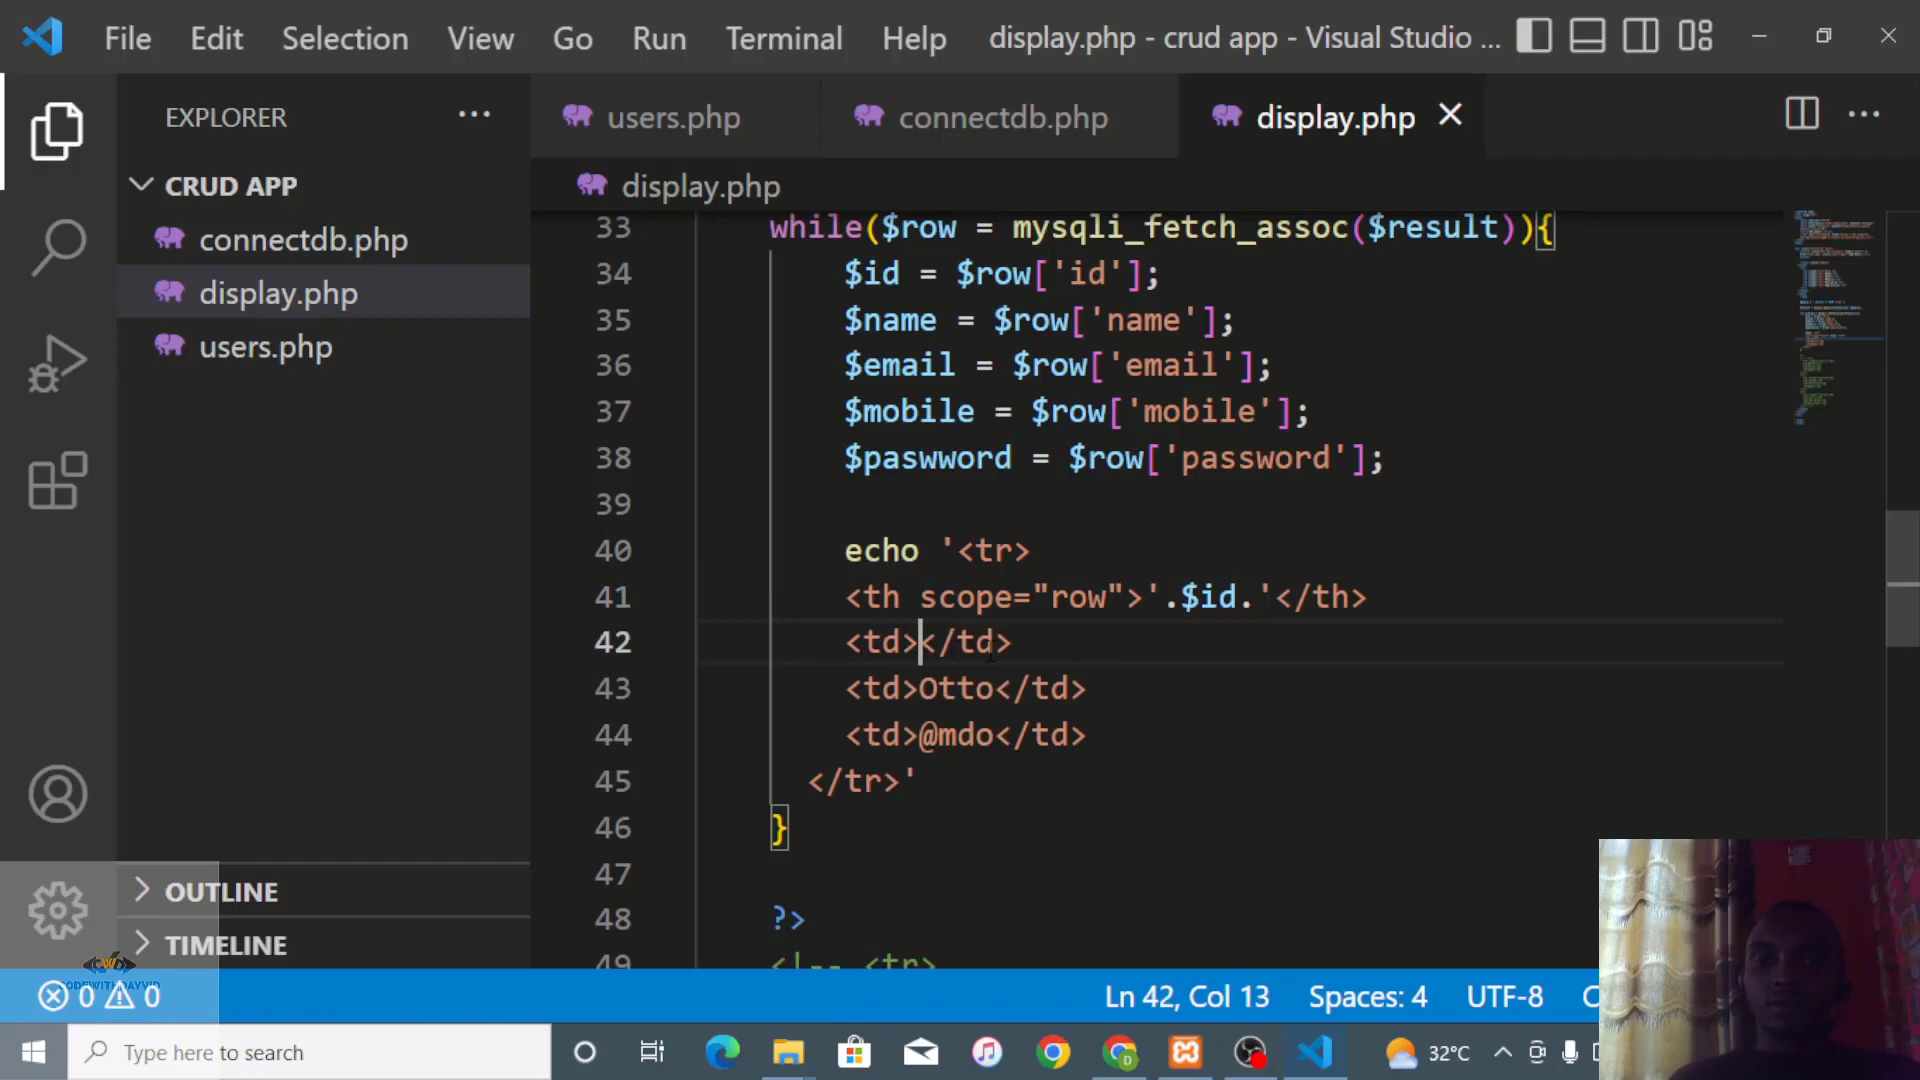 File Edit Selection View Go Run Terminal Help display.php - crud app - Visual Studio ...
EXPLORER
users.php connectdb.php display.php
CRUD APP
display.php
connectdb.php
display.php
users.php
33 while($row = mysqli_fetch_assoc($result)){
34 $id = $row['id'];
35 $name = $row['name'];
36 $email = $row['email'];
37 $mobile = $row['mobile'];
38 $paswword = $row['password'];
39
40 echo '<tr>
41 <th scope="row">'.$id.'</th>
42 <td></td>
43 <td>Otto</td>
44 <td>@mdo</td>
45 </tr>'
46 }
47
48 ?>
49 <!-- <tr>
OUTLINE
TIMELINE
CODEWITHDAYVID
0 0 Ln 42, Col 13 Spaces: 4 UTF-8
Type here to search 32°C